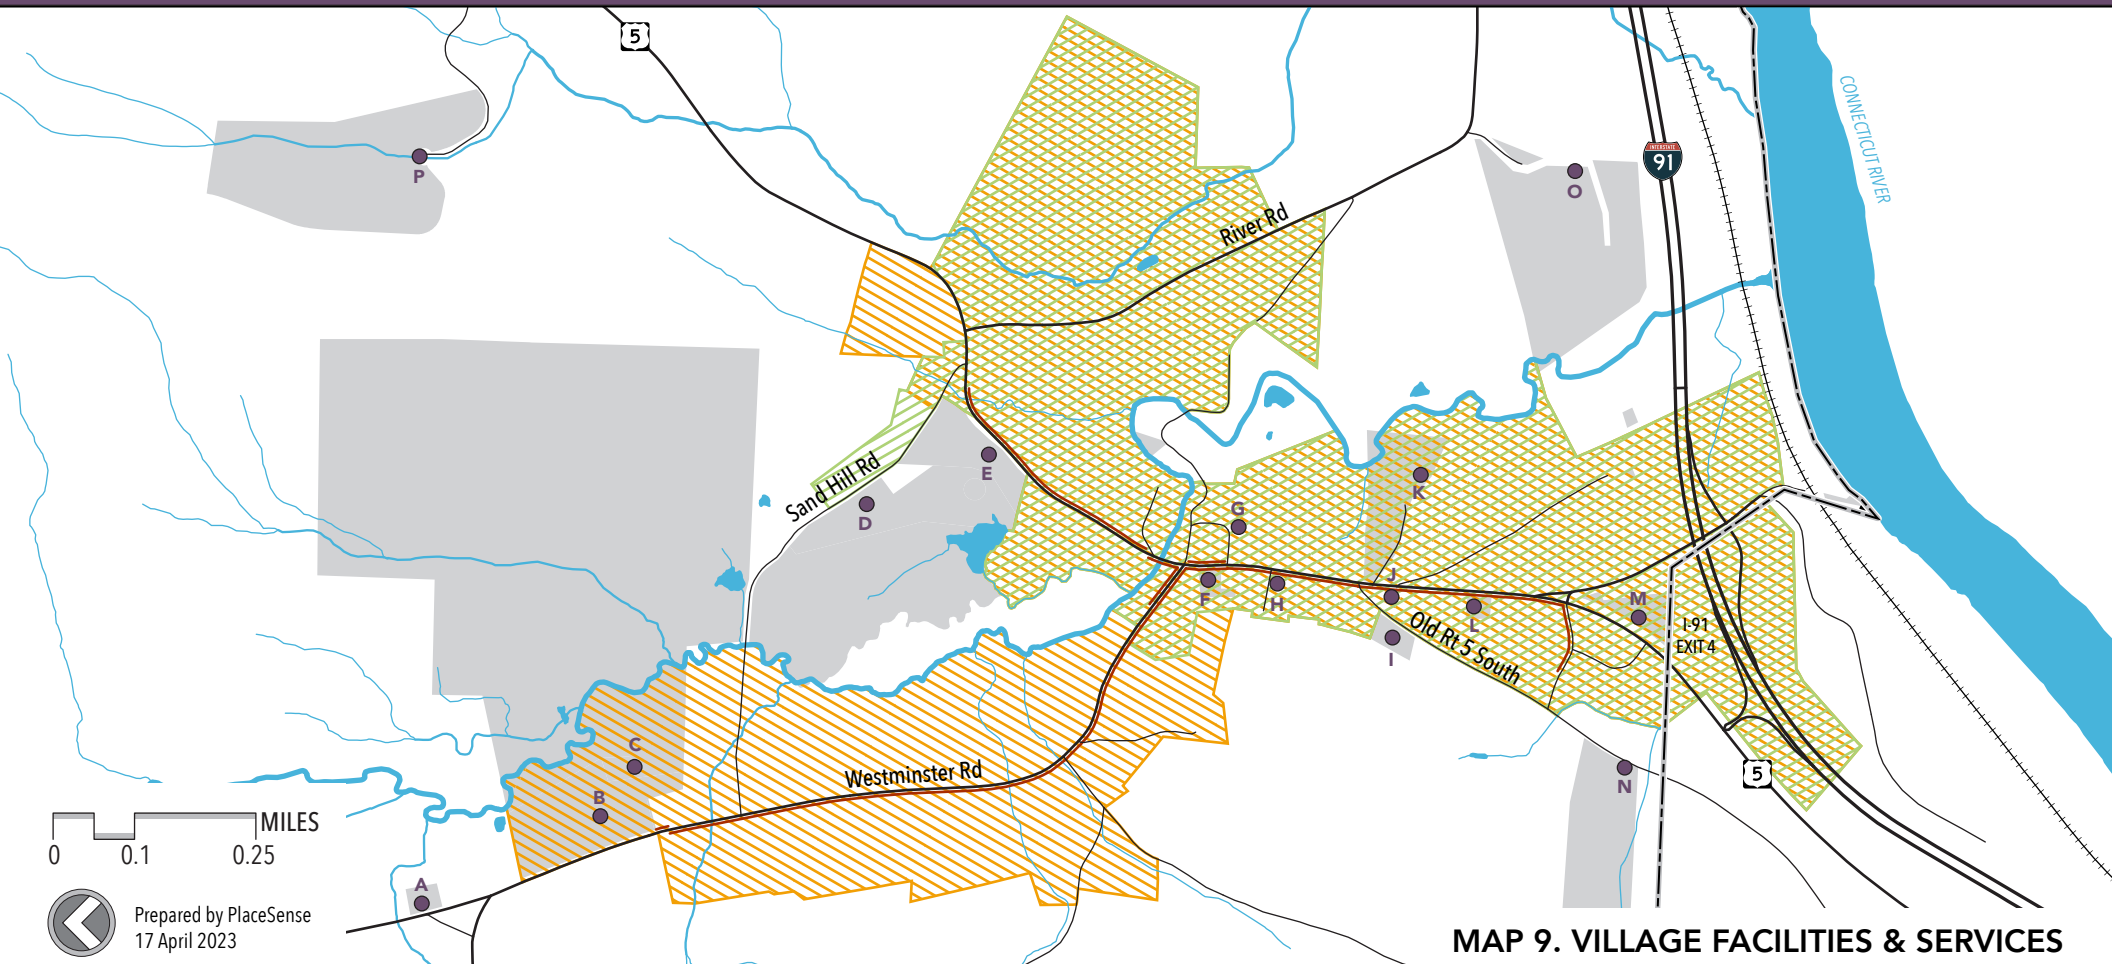 5
INTERSTATE
91
CONNECTICUT RIVER
P
O
River Rd
E
Sand Hill Rd
D
K
G
J
F
H
L
M
I-91
EXIT 4
Old Rt 5 South
I
C
B
Westminster Rd
N
5
A
MILES
0 0.1 0.25
Prepared by PlaceSense
17 April 2023
MAP 9. VILLAGE FACILITIES & SERVICES